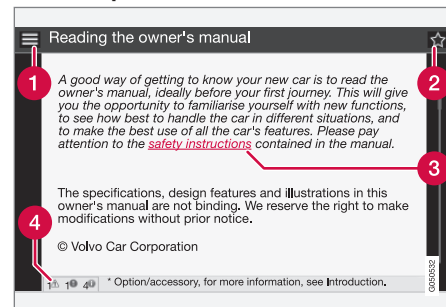 Reading the owner's manual
1
2
A good way of getting to know your new car is to read the
owner's manual, ideally before your first journey. This will give
you the opportunity to familiarise yourself with new functions,
to see how best to handle the car in different situations, and
to make the best use of all the car's features. Please pay
attention to the safety instructions contained in the manual.
3
The specifications, design features and illustrations in this
owner's manual are not binding. We reserve the right to make
modifications without prior notice.
4
© Volvo Car Corporation
1 1 4 * Option/accessory, for more information, see Introduction.
G050532